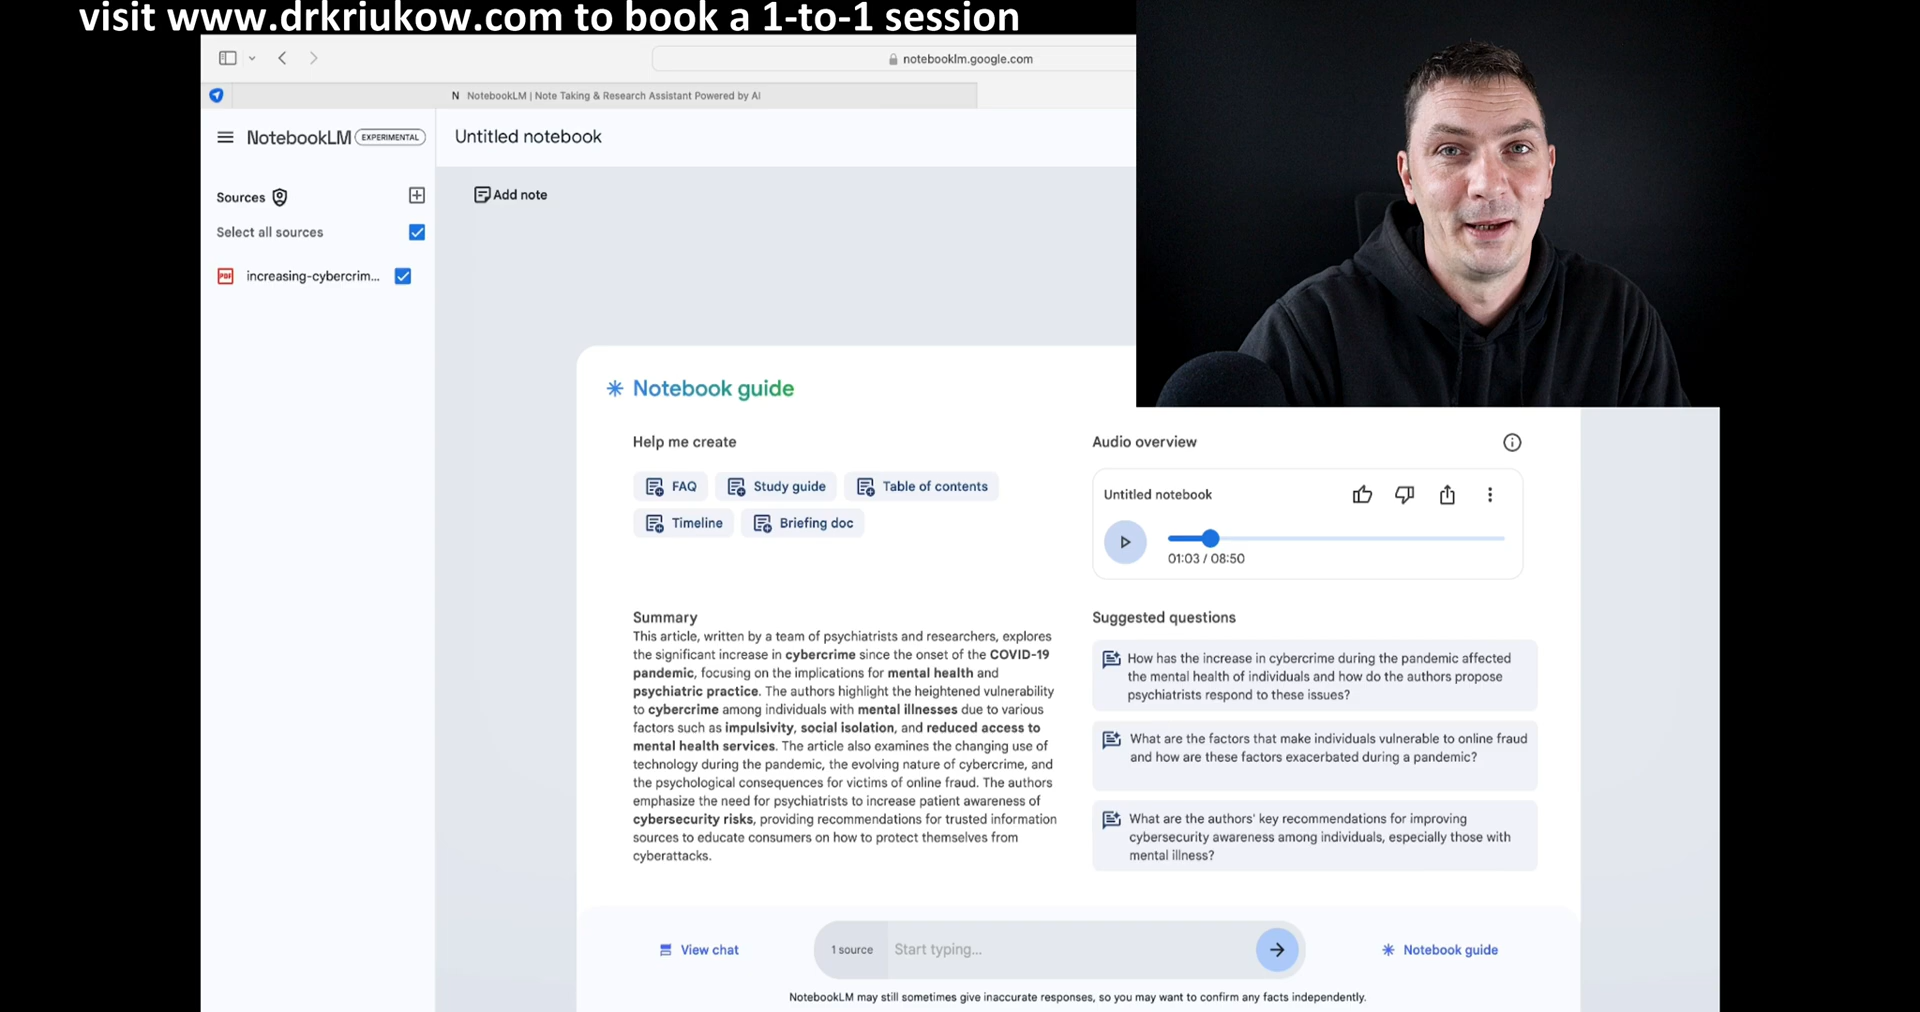 visit www.drkriukow.com to book a 1-to-1 session
notebooklm.google.com
N NotebookLM | Note Taking & Research Assistant Powered by AI
NotebookLM EXPERIMENTAL
Untitled notebook
Sources
Add note
Select all sources
PDF increasing-cybercrim...
Notebook guide
Help me create
Audio overview
FAQ
Study guide
Table of contents
Untitled notebook
Timeline
Briefing doc
01:03 / 08:50
Summary
This article, written by a team of psychiatrists and researchers, explores
the significant increase in cybercrime since the onset of the COVID-19
pandemic, focusing on the implications for mental health and
psychiatric practice. The authors highlight the heightened vulnerability
to cybercrime among individuals with mental illnesses due to various
factors such as impulsivity, social isolation, and reduced access to
mental health services. The article also examines the changing use of
technology during the pandemic, the evolving nature of cybercrime, and
the psychological consequences for victims of online fraud. The authors
emphasize the need for psychiatrists to increase patient awareness of
cybersecurity risks, providing recommendations for trusted information
sources to educate consumers on how to protect themselves from
cyberattacks.
Suggested questions
How has the increase in cybercrime during the pandemic affected
the mental health of individuals and how do the authors propose
psychiatrists respond to these issues?
What are the factors that make individuals vulnerable to online fraud
and how are these factors exacerbated during a pandemic?
What are the authors' key recommendations for improving
cybersecurity awareness among individuals, especially those with
mental illness?
View chat
1 source
Start typing...
Notebook guide
NotebookLM may still sometimes give inaccurate responses, so you may want to confirm any facts independently.